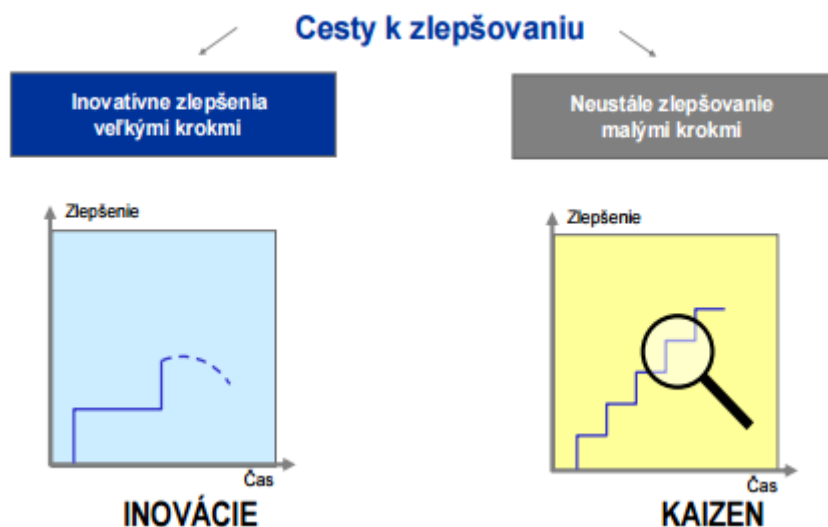 Cesty k zlepšovaniu
Inovatívne zlepšenia
veľkými krokmi
Neustále zlepšovanie
malými krokmi
Zlepšenie
Čas
INOVÁCIE
Zlepšenie
Čas
KAIZEN